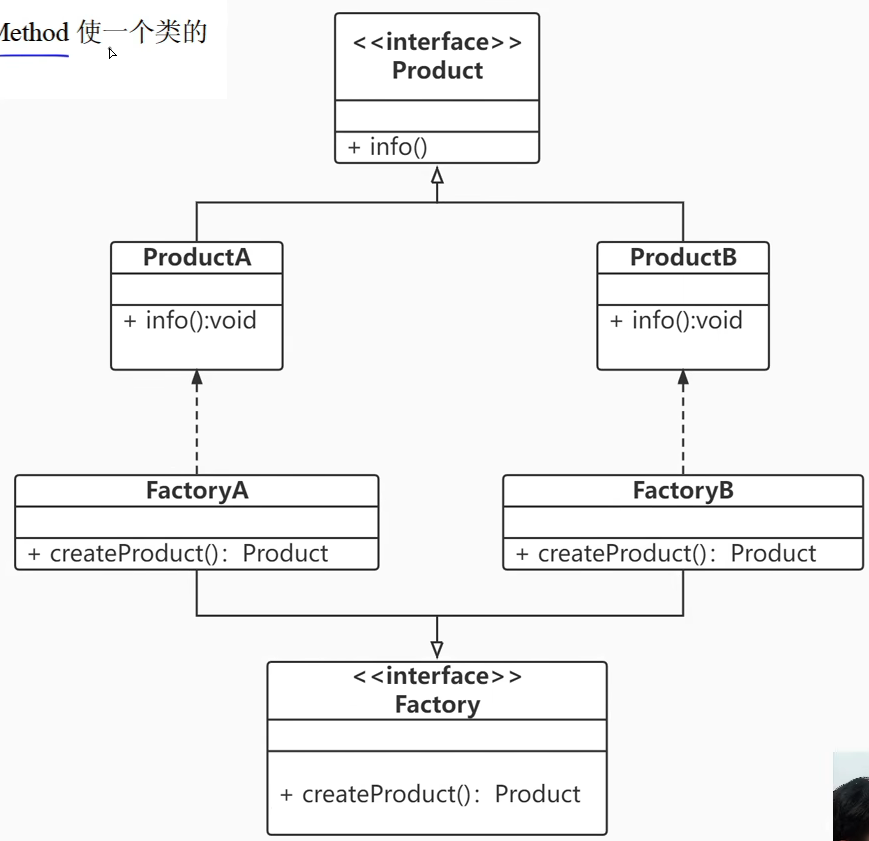 Method 使一个类的
<<interface>>
Product
+ info()
ProductA
+ info():void
ProductB
+ info():void
FactoryA
+ createProduct()：Product
FactoryB
+ createProduct()：Product
<<interface>>
Factory
+ createProduct()：Product